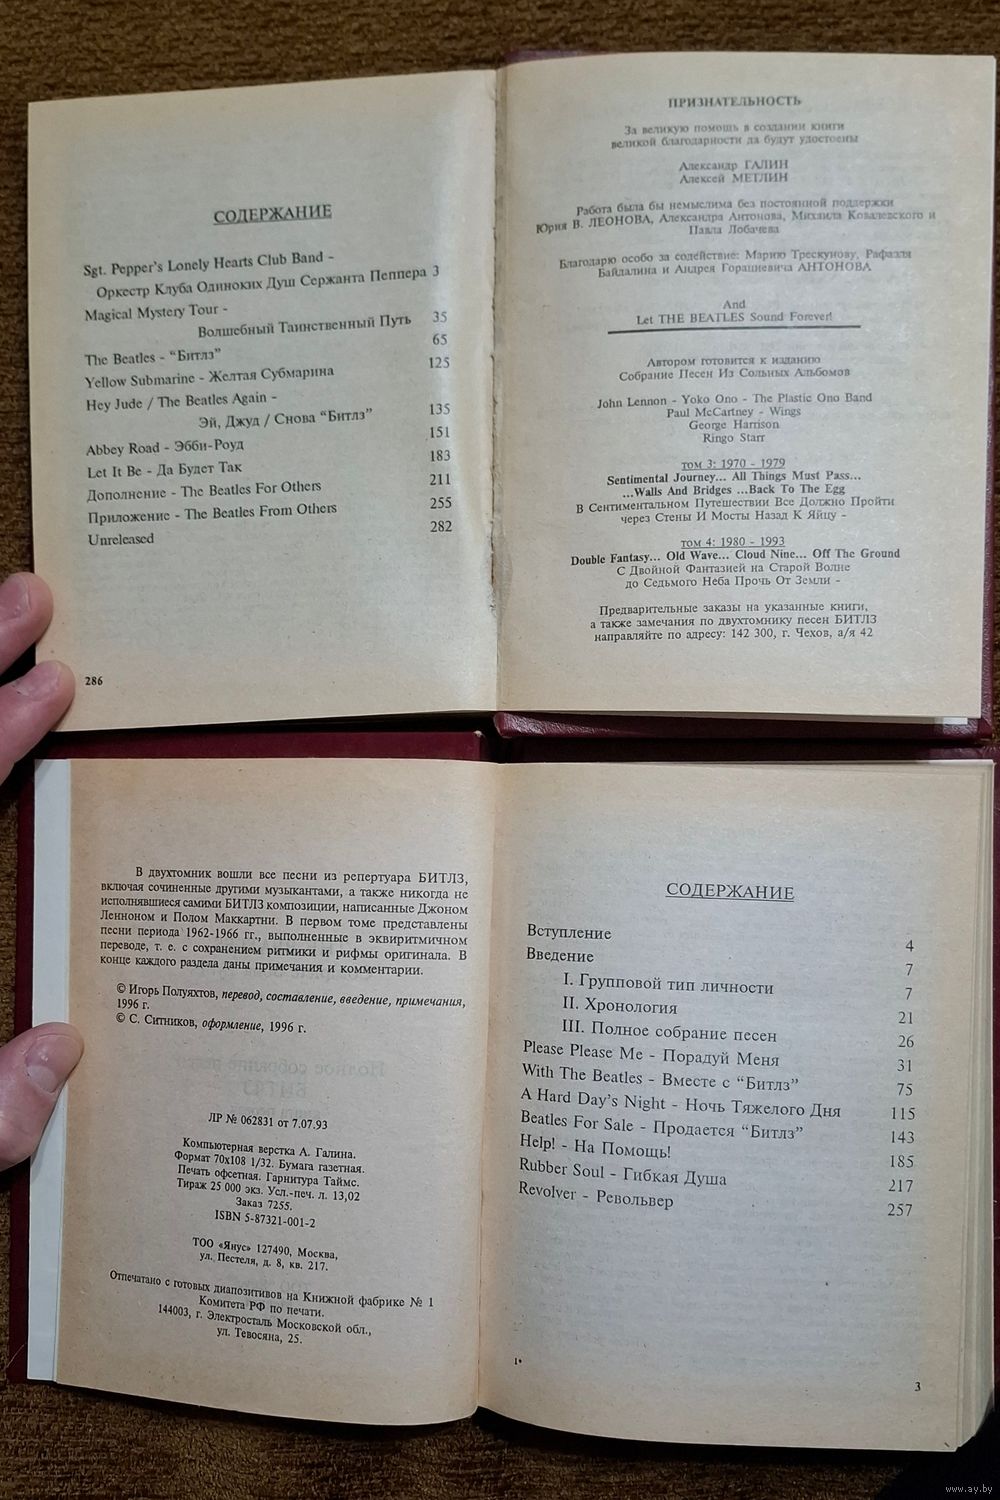 СОДЕРЖАНИЕ
Sgt. Pepper's Lonely Hearts Club Band -
Оркестр Клуба Одиноких Душ Сержанта Пеппера 3
Magical Mystery Tour -
Волшебный Таинственный Путь 35
The Beatles - “Битлз” 65
Yellow Submarine - Желтая Субмарина 125
Hey Jude / The Beatles Again -
Эй, Джуд / Снова “Битлз” 135
Abbey Road - Эбби-Роуд 151
Let It Be - Да Будет Так 183
Дополнение - The Beatles For Others 211
Приложение - The Beatles From Others 255
Unreleased 282
286
ПРИЗНАТЕЛЬНОСТЬ
За великую помощь в создании книги
великой благодарности да будут удостоены
Александр ГАЛИН
Алексей МЕТЛИН
Работа была бы немыслима без постоянной поддержки
Юрия В. ЛЕОНОВА, Александра Антонова, Михаила Ковалевского и
Павла Лобачева
Благодарю особо за содействие: Марию Трескунову, Рафаэля
Байдалина и Андрея Горациевича АНТОНОВА
And
Let THE BEATLES Sound Forever!
Автором готовится к изданию
Собрание Песен Из Сольных Альбомов
John Lennon - Yoko Ono - The Plastic Ono Band
Paul McCartney - Wings
George Harrison
Ringo Starr
том 3: 1970 - 1979
Sentimental Journey... All Things Must Pass...
...Walls And Bridges ...Back To The Egg
В Сентиментальном Путешествии Все Должно Пройти
через Стены И Мосты Назад К Яйцу -
том 4: 1980 - 1993
Double Fantasy... Old Wave... Cloud Nine... Off The Ground
С Двойной Фантазией на Старой Волне
до Седьмого Неба Прочь От Земли -
Предварительные заказы на указанные книги,
а также замечания по двухтомнику песен БИТЛЗ
направляйте по адресу: 142 300, г. Чехов, а/я 42
В двухтомник вошли все песни из репертуара БИТЛЗ,
включая сочиненные другими музыкантами, а также никогда не
исполнявшиеся самими БИТЛЗ композиции, написанные Джоном
Ленноном и Полом Маккартни. В первом томе представлены
песни периода 1962-1966 гг., выполненные в эквиритмичном
переводе, т. е. с сохранением ритмики и рифмы оригинала. В
конце каждого раздела даны примечания и комментарии.
© Игорь Полуяхтов, перевод, составление, введение, примечания,
1996 г.
© С. Ситников, оформление, 1996 г.
ЛР № 062831 от 7.07.93
Компьютерная верстка А. Галина.
Формат 70х108 1/32. Бумага газетная.
Печать офсетная. Гарнитура Таймс.
Тираж 25 000 экз. Усл.-печ. л. 13,02
Заказ 7255.
ISBN 5-87321-001-2
ТОО «Янус» 127490, Москва,
ул. Пестеля, д. 8, кв. 217.
Отпечатано с готовых диапозитивов на Книжной фабрике № 1
Комитета РФ по печати.
144003, г. Электросталь Московской обл.,
ул. Тевосяна, 25.
СОДЕРЖАНИЕ
Вступление 4
Введение 7
I. Групповой тип личности 7
II. Хронология 21
III. Полное собрание песен 26
Please Please Me - Порадуй Меня 31
With The Beatles - Вместе с “Битлз” 75
A Hard Day's Night - Ночь Тяжелого Дня 115
Beatles For Sale - Продается “Битлз” 143
Help! - На Помощь! 185
Rubber Soul - Гибкая Душа 217
Revolver - Револьвер 257
1*
3
www.ay.by